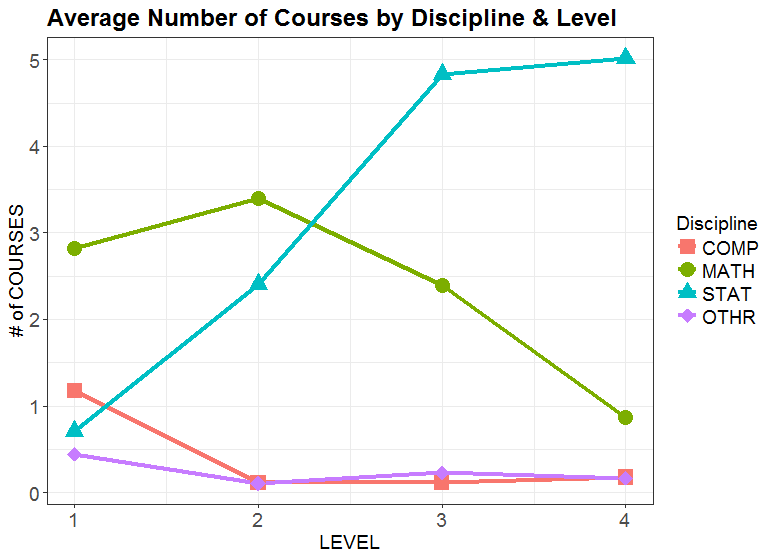 Average Number of Courses by Discipline & Level
# of COURSES
5
4
3
2
1
0
1 2 3 4
LEVEL
Discipline
COMP
MATH
STAT
OTHR